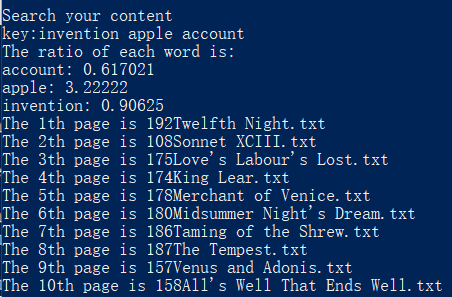 Search your content
key:invention apple account
The ratio of each word is:
account: 0.617021
apple: 3.22222
invention: 0.90625
The 1th page is 192Twelfth Night.txt
The 2th page is 108Sonnet XCIII.txt
The 3th page is 175Love's Labour's Lost.txt
The 4th page is 174King Lear.txt
The 5th page is 178Merchant of Venice.txt
The 6th page is 180Midsummer Night's Dream.txt
The 7th page is 186Taming of the Shrew.txt
The 8th page is 187The Tempest.txt
The 9th page is 157Venus and Adonis.txt
The 10th page is 158All's Well That Ends Well.txt